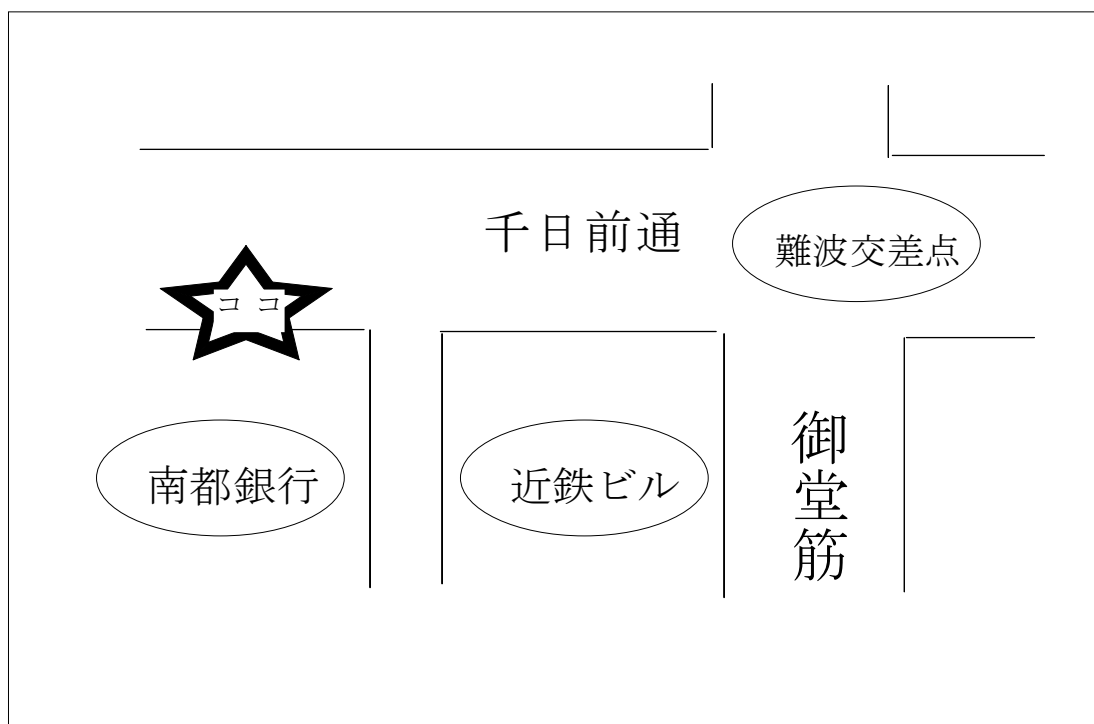 千日前通
難波交差点
ココ
南都銀行
近鉄ビル
御堂筋